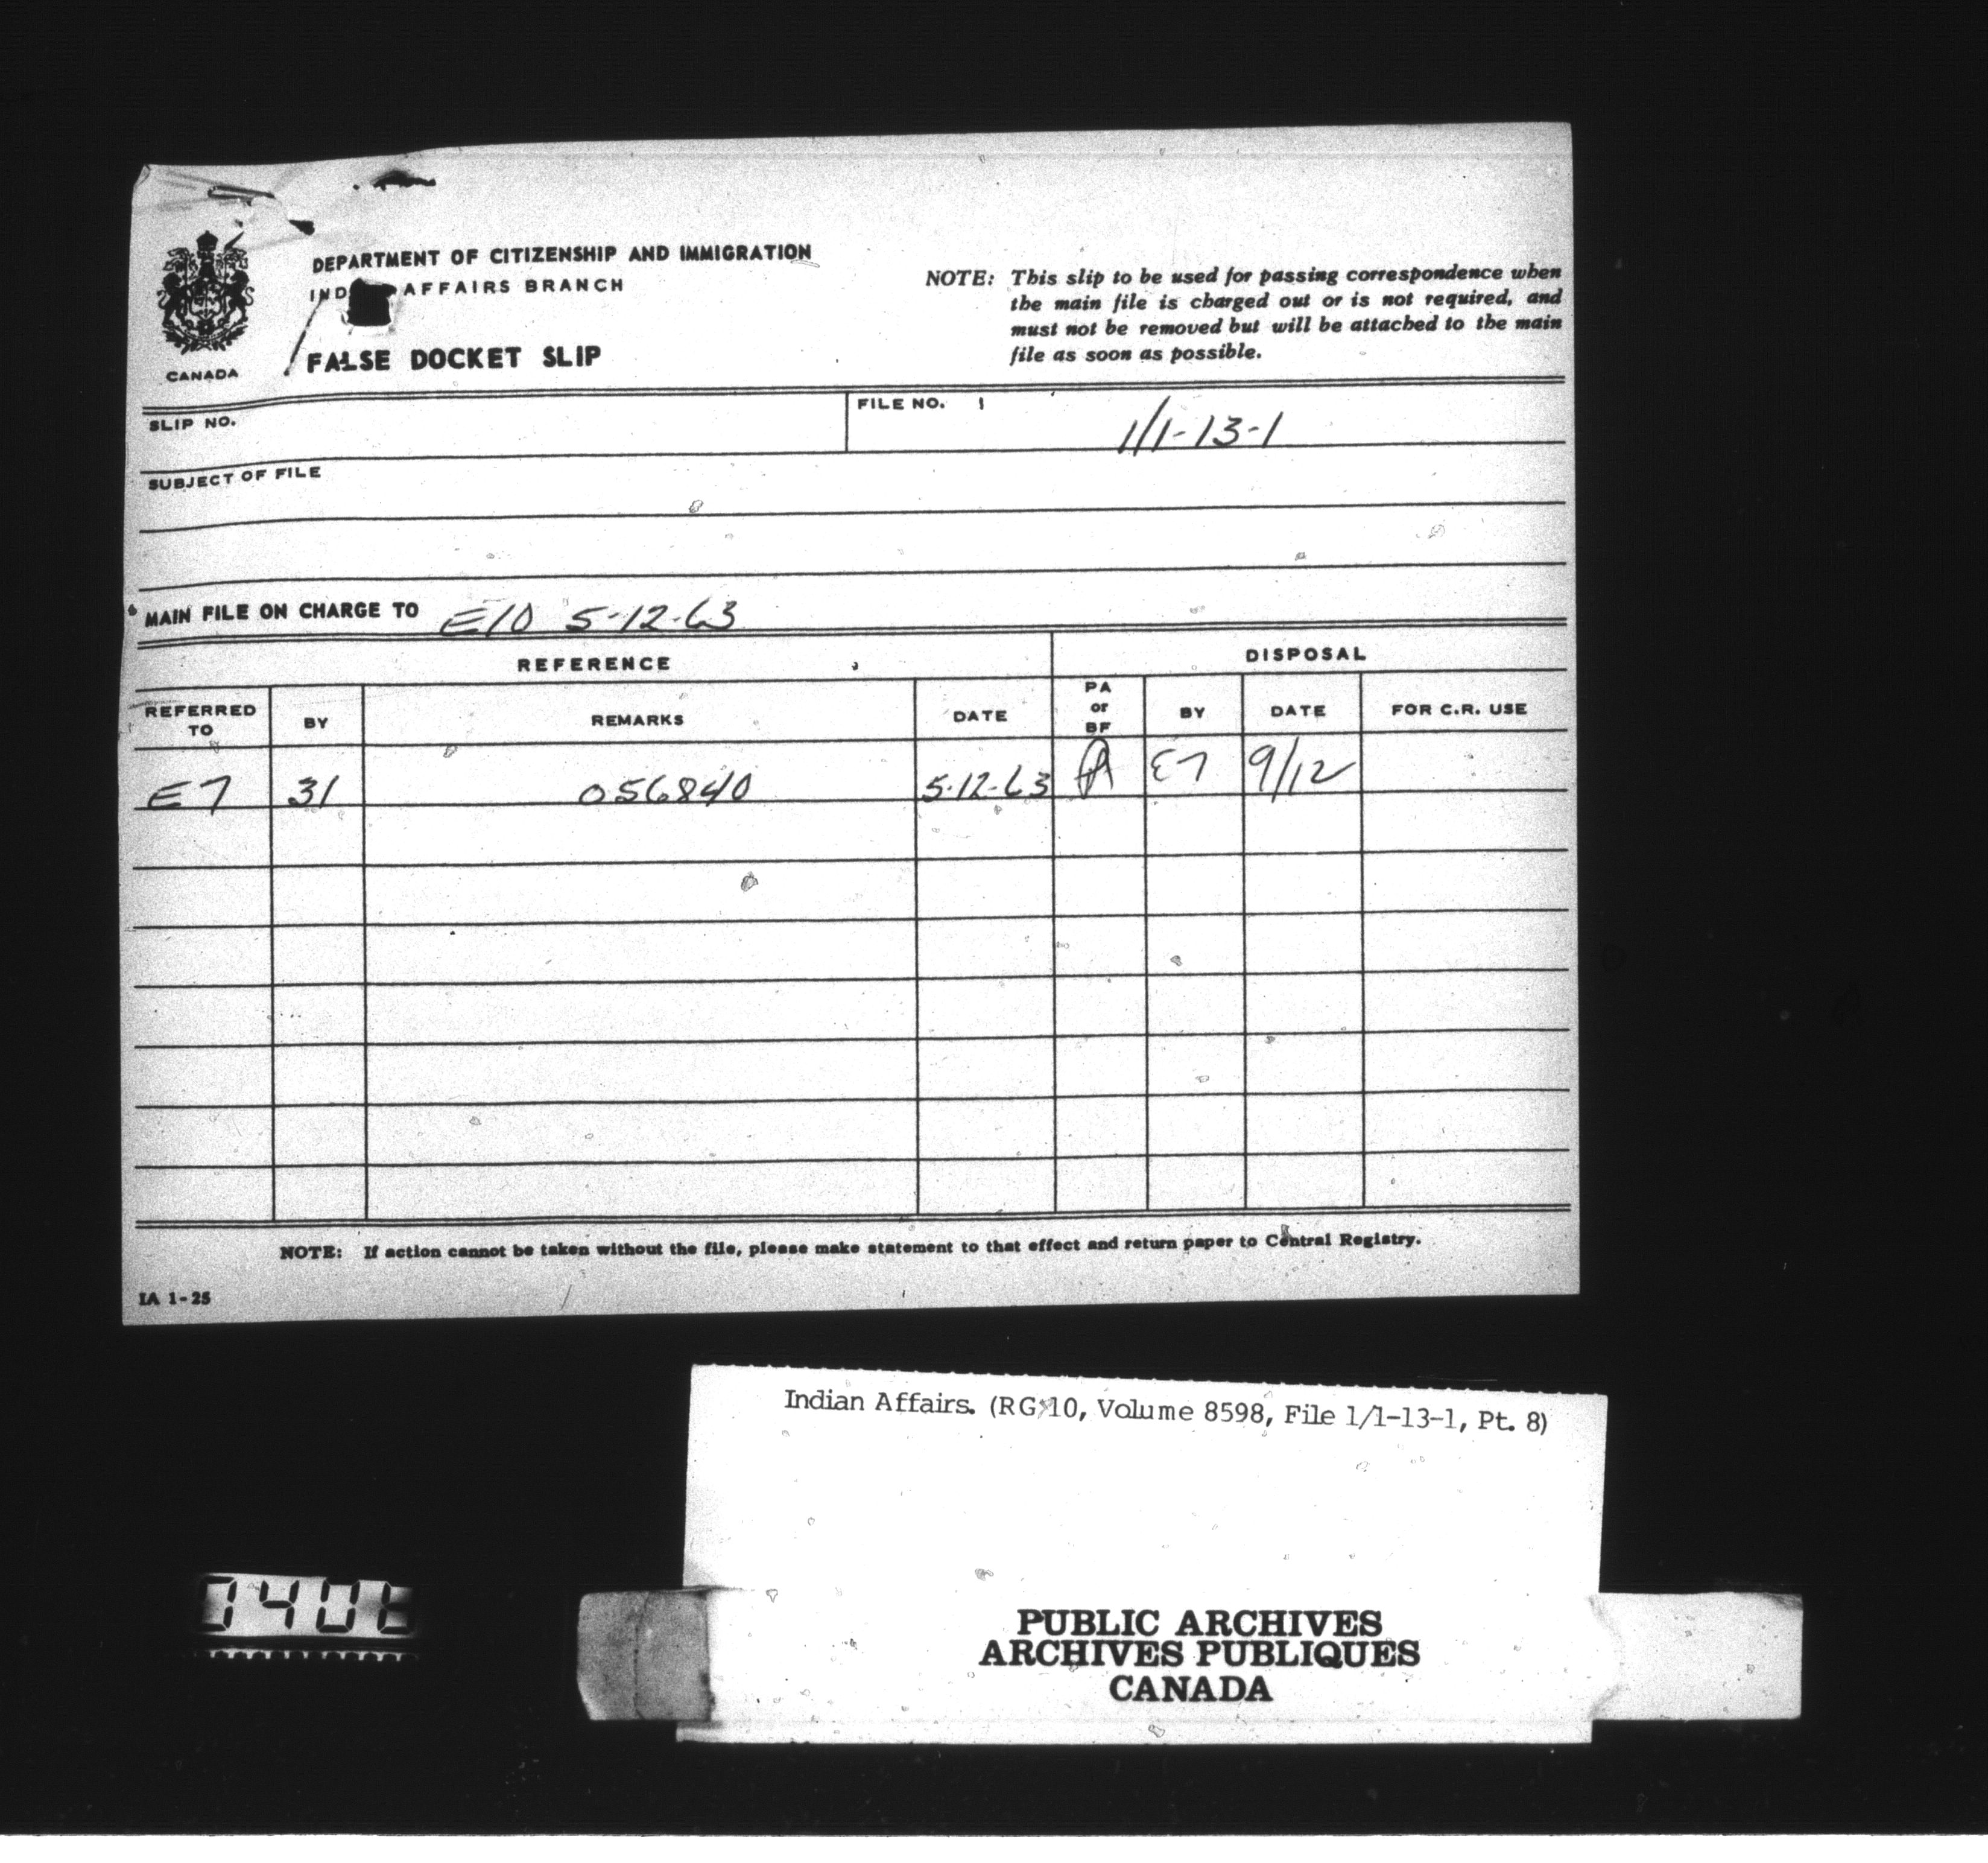 DEPARTMENT OF CITIZENSHIP AND IMMIGRATION
IND AFFAIRS BRANCH
FALSE DOCKET SLIP
CANADA
NOTE: This slip to be used for passing correspondence when
the main file is charged out or is not required, and
must not be removed but will be attached to the main
file as soon as possible.
SLIP NO.
FILE NO. 1/1-13-1
SUBJECT OF FILE
MAIN FILE ON CHARGE TO E10 5-12-63
REFERENCE DISPOSAL
REFERRED TO BY REMARKS DATE PA or BF BY DATE FOR C.R. USE
E7 31 056840 5-12-63 PA E7 9/12
NOTE: If action cannot be taken without the file, please make statement to that effect and return paper to Central Registry.
IA 1-25
Indian Affairs. (RG 10, Volume 8598, File 1/1-13-1, Pt. 8)
PUBLIC ARCHIVES
ARCHIVES PUBLIQUES
CANADA